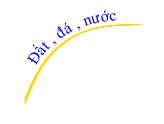 Đất , đá , nước